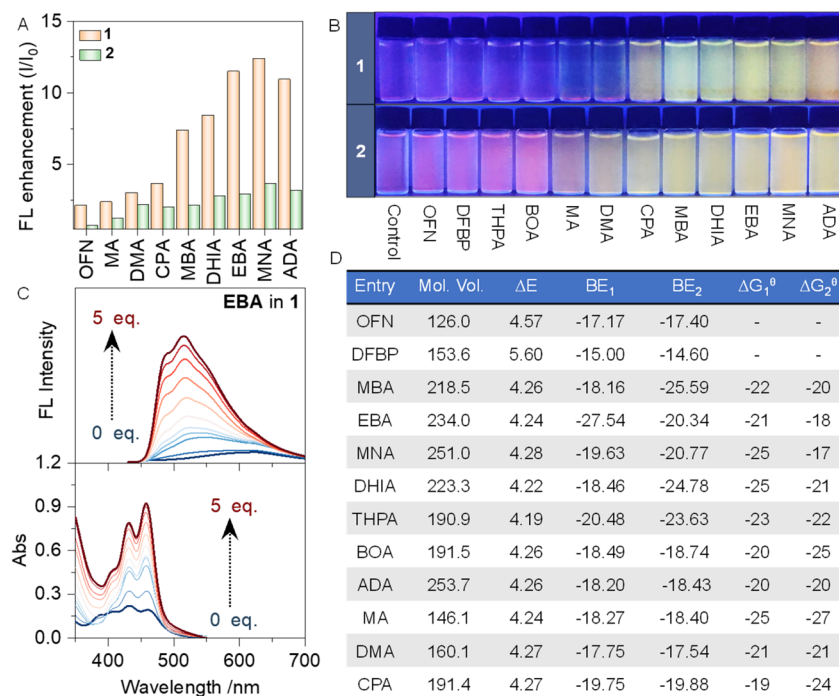 A
FL enhancement (I/I₀)
15
10
5
1
2
OFN
MA
DMA
CPA
MBA
DHIA
EBA
MNA
ADA
B
1
2
Control
OFN
DFBP
THPA
BOA
MA
DMA
CPA
MBA
DHIA
EBA
MNA
ADA
C
EBA in 1
5 eq.
0 eq.
FL Intensity
1.2
0.9
0.6
0.3
0.0
Abs
5 eq.
0 eq.
400 500 600 700
Wavelength /nm
D
Entry Mol. Vol. ΔE BE₁ BE₂ ΔG₁ᶿ ΔG₂ᶿ
OFN 126.0 4.57 -17.17 -17.40 - -
DFBP 153.6 5.60 -15.00 -14.60 - -
MBA 218.5 4.26 -18.16 -25.59 -22 -20
EBA 234.0 4.24 -27.54 -20.34 -21 -18
MNA 251.0 4.28 -19.63 -20.77 -25 -17
DHIA 223.3 4.22 -18.46 -24.78 -25 -21
THPA 190.9 4.19 -20.48 -23.63 -23 -22
BOA 191.5 4.26 -18.49 -18.74 -20 -25
ADA 253.7 4.26 -18.20 -18.43 -20 -20
MA 146.1 4.24 -18.27 -18.40 -25 -27
DMA 160.1 4.27 -17.75 -17.54 -21 -21
CPA 191.4 4.27 -19.75 -19.88 -19 -24